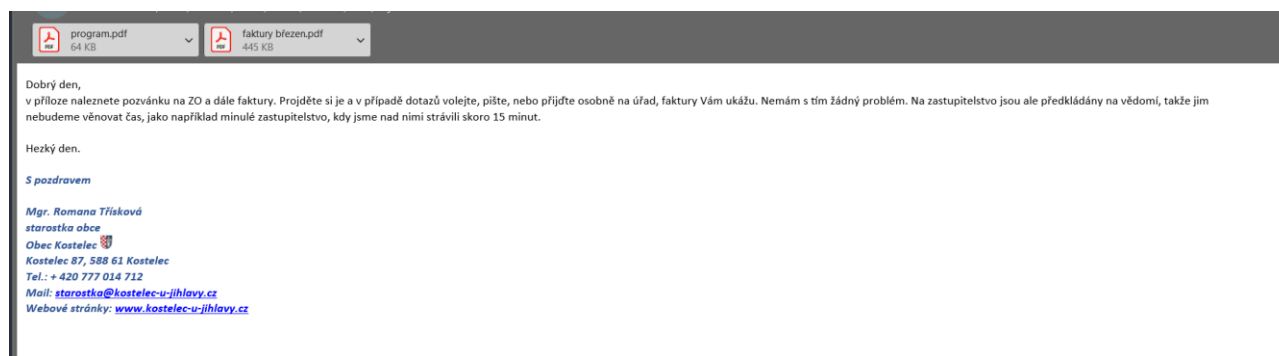 program.pdf
64 KB
faktury březen.pdf
445 KB
Dobrý den,
v příloze naleznete pozvánku na ZO a dále faktury. Projděte si je a v případě dotazů volejte, pište, nebo přijďte osobně na úřad, faktury Vám ukážu. Nemám s tím žádný problém. Na zastupitelstvo jsou ale předkládány na vědomí, takže jim
nebudeme věnovat čas, jako například minulé zastupitelstvo, kdy jsme nad nimi strávili skoro 15 minut.
Hezký den.
S pozdravem
Mgr. Romana Třísková
starostka obce
Obec Kostelec
Kostelec 87, 588 61 Kostelec
Tel.: + 420 777 014 712
Mail: starostka@kostelec-u-jihlavy.cz
Webové stránky: www.kostelec-u-jihlavy.cz